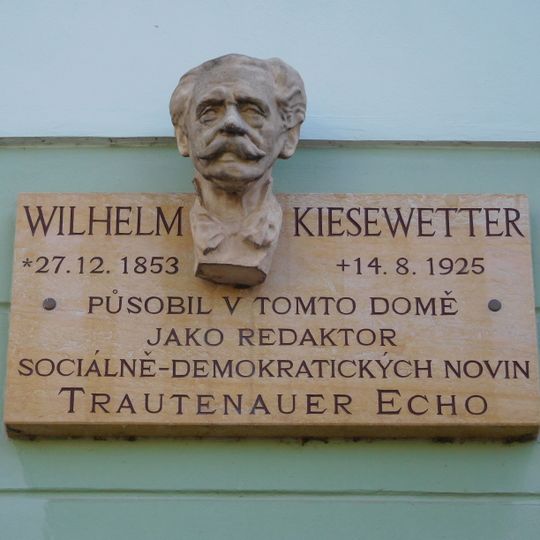 WILHELM KIESEWETTER
*27.12.1853 +14.8.1925
PŮSOBIL V TOMTO DOMĚ
JAKO REDAKTOR
SOCIÁLNĚ-DEMOKRATICKÝCH NOVIN
TRAUTENAUER ECHO